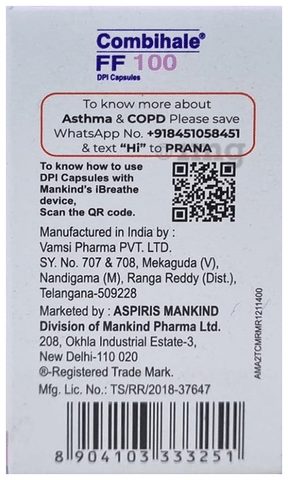 Combihale®
FF 100
DPI Capsules
To know more about
Asthma & COPD Please save
WhatsApp No. +918451058451
& text “Hi” to PRANA
To know how to use
DPI Capsules with
Mankind's iBreathe
device,
Scan the QR code.
Manufactured in India by :
Vamsi Pharma PVT. LTD.
SY. No. 707 & 708, Mekaguda (V),
Nandigama (M), Ranga Reddy (Dist.),
Telangana-509228
Marketed by : ASPIRIS MANKIND
Division of Mankind Pharma Ltd.
208, Okhla Industrial Estate-3,
New Delhi-110 020
®-Registered Trade Mark.
Mfg. Lic. No.: TS/RR/2018-37647
AMA2TCMRMR1211400
8 904103 333251